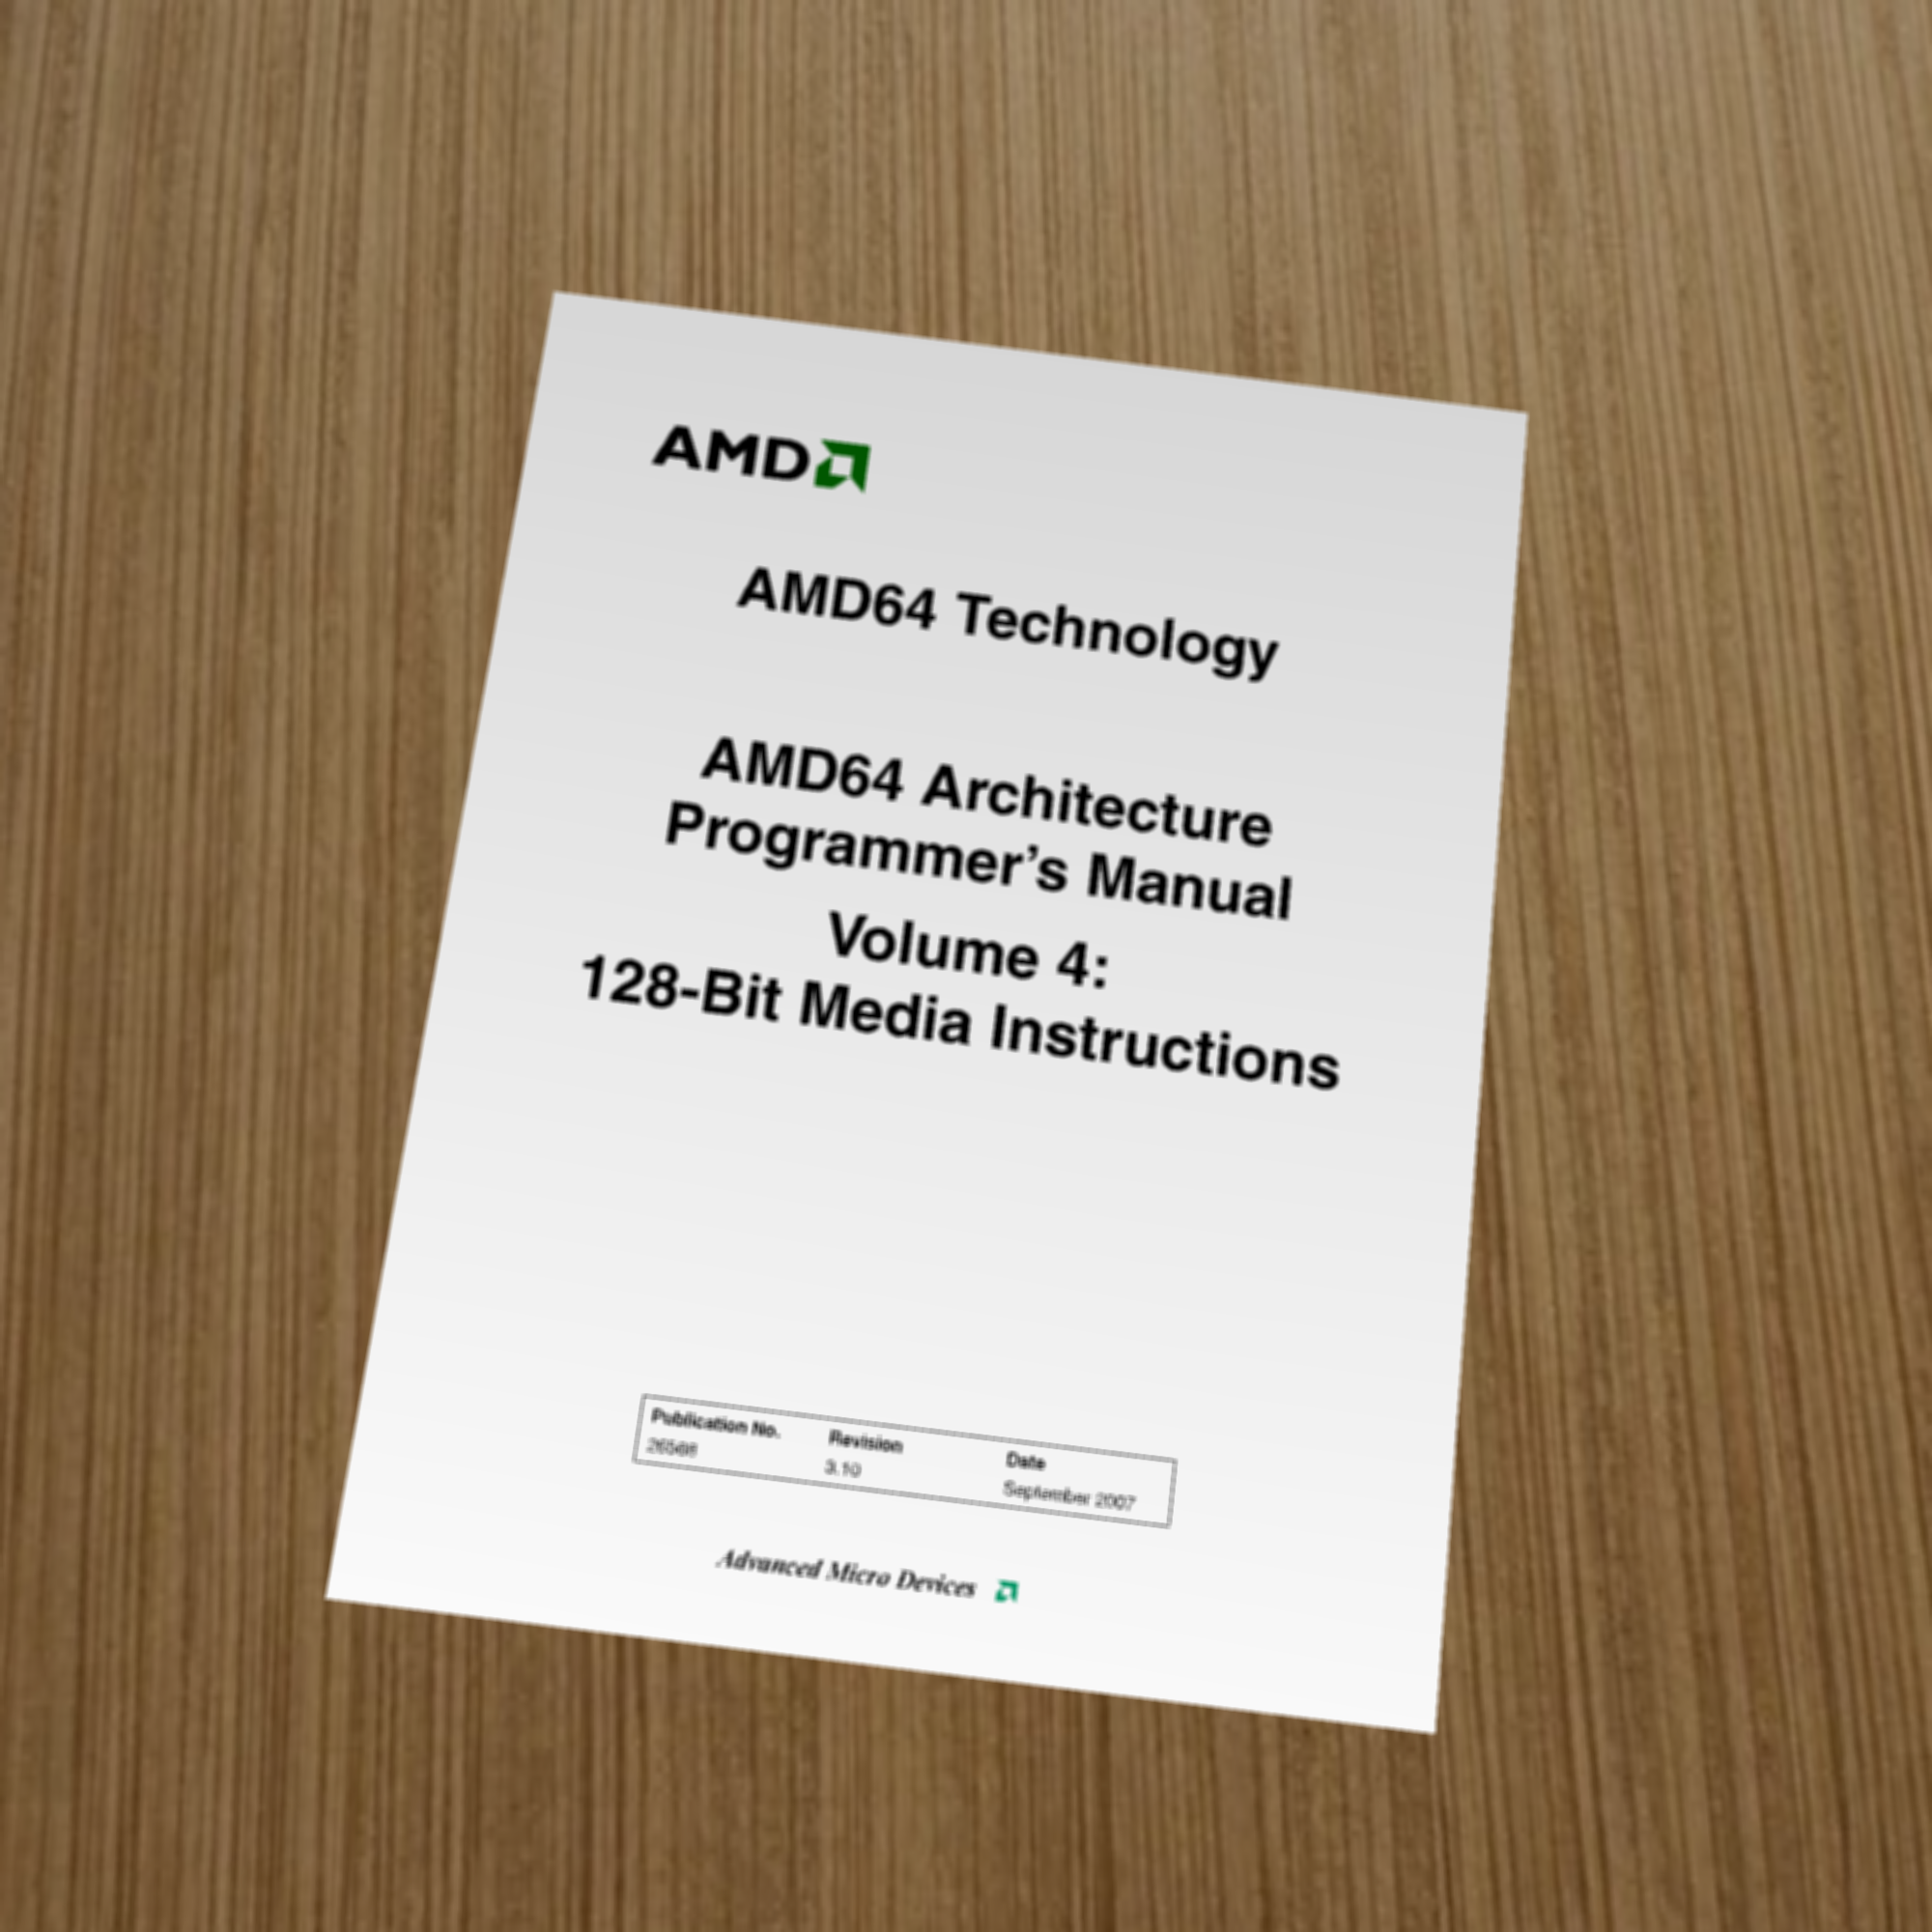 AMD
AMD64 Technology
AMD64 Architecture
Programmer’s Manual
Volume 4:
128-Bit Media Instructions
Publication No. Revision Date
26568 3.10 September 2007
Advanced Micro Devices